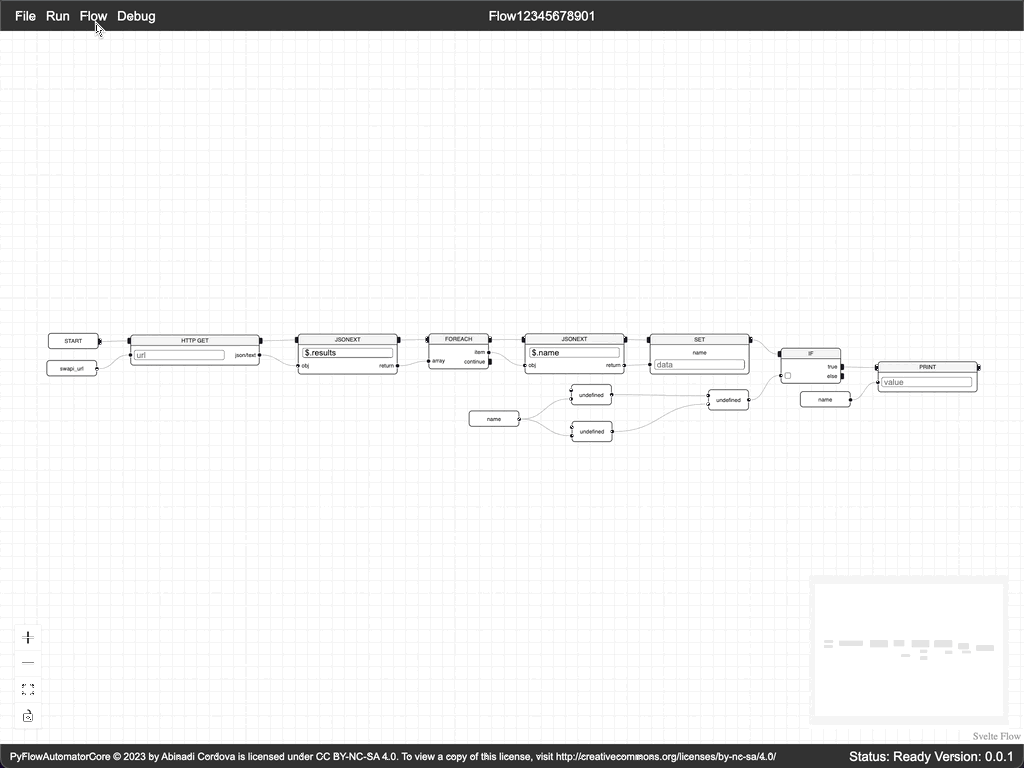 File Run Flow Debug
Flow12345678901
START
HTTP GET
url
json/text
swapi_url
JSONEXT
$.results
obj
return
FOREACH
item
array
continue
JSONEXT
$.name
obj
return
SET
name
data
IF
true
else
PRINT
value
name
undefined
undefined
undefined
name
Svelte Flow
PyFlowAutomaterCore © 2023 by Abinadi Cordova is licensed under CC BY-NC-SA 4.0. To view a copy of this license, visit http://creativecommons.org/licenses/by-nc-sa/4.0/
Status: Ready Version: 0.0.1